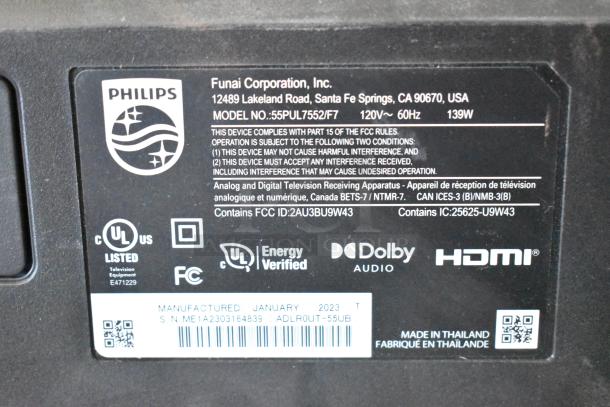 PHILIPS
Funai Corporation, Inc.
12489 Lakeland Road, Santa Fe Springs, CA 90670, USA
MODEL NO.:55PUL7552/F7 120V~ 60Hz 139W
THIS DEVICE COMPLIES WITH PART 15 OF THE FCC RULES.
OPERATION IS SUBJECT TO THE FOLLOWING TWO CONDITIONS:
(1) THIS DEVICE MAY NOT CAUSE HARMFUL INTERFERENCE, AND
(2) THIS DEVICE MUST ACCEPT ANY INTERFERENCE RECEIVED,
INCLUDING INTERFERENCE THAT MAY CAUSE UNDESIRED OPERATION.
Analog and Digital Television Receiving Apparatus - Appareil de réception de télévision
analogique et numérique, Canada BETS-7 / NTMR-7. CAN ICES-3 (B)/NMB-3(B)
Contains FCC ID:2AU3BU9W43 Contains IC:25625-U9W43
C UL US
LISTED
Television
Equipment
E471229
FC
C UL Energy
Verified
Dolby
AUDIO
HDMI®
MANUFACTURED JANUARY 2023 T
S.N:ME1A2303164839 ADLR0UT-55UB
MADE IN THAILAND
FABRIQUÉ EN THAÏLANDE